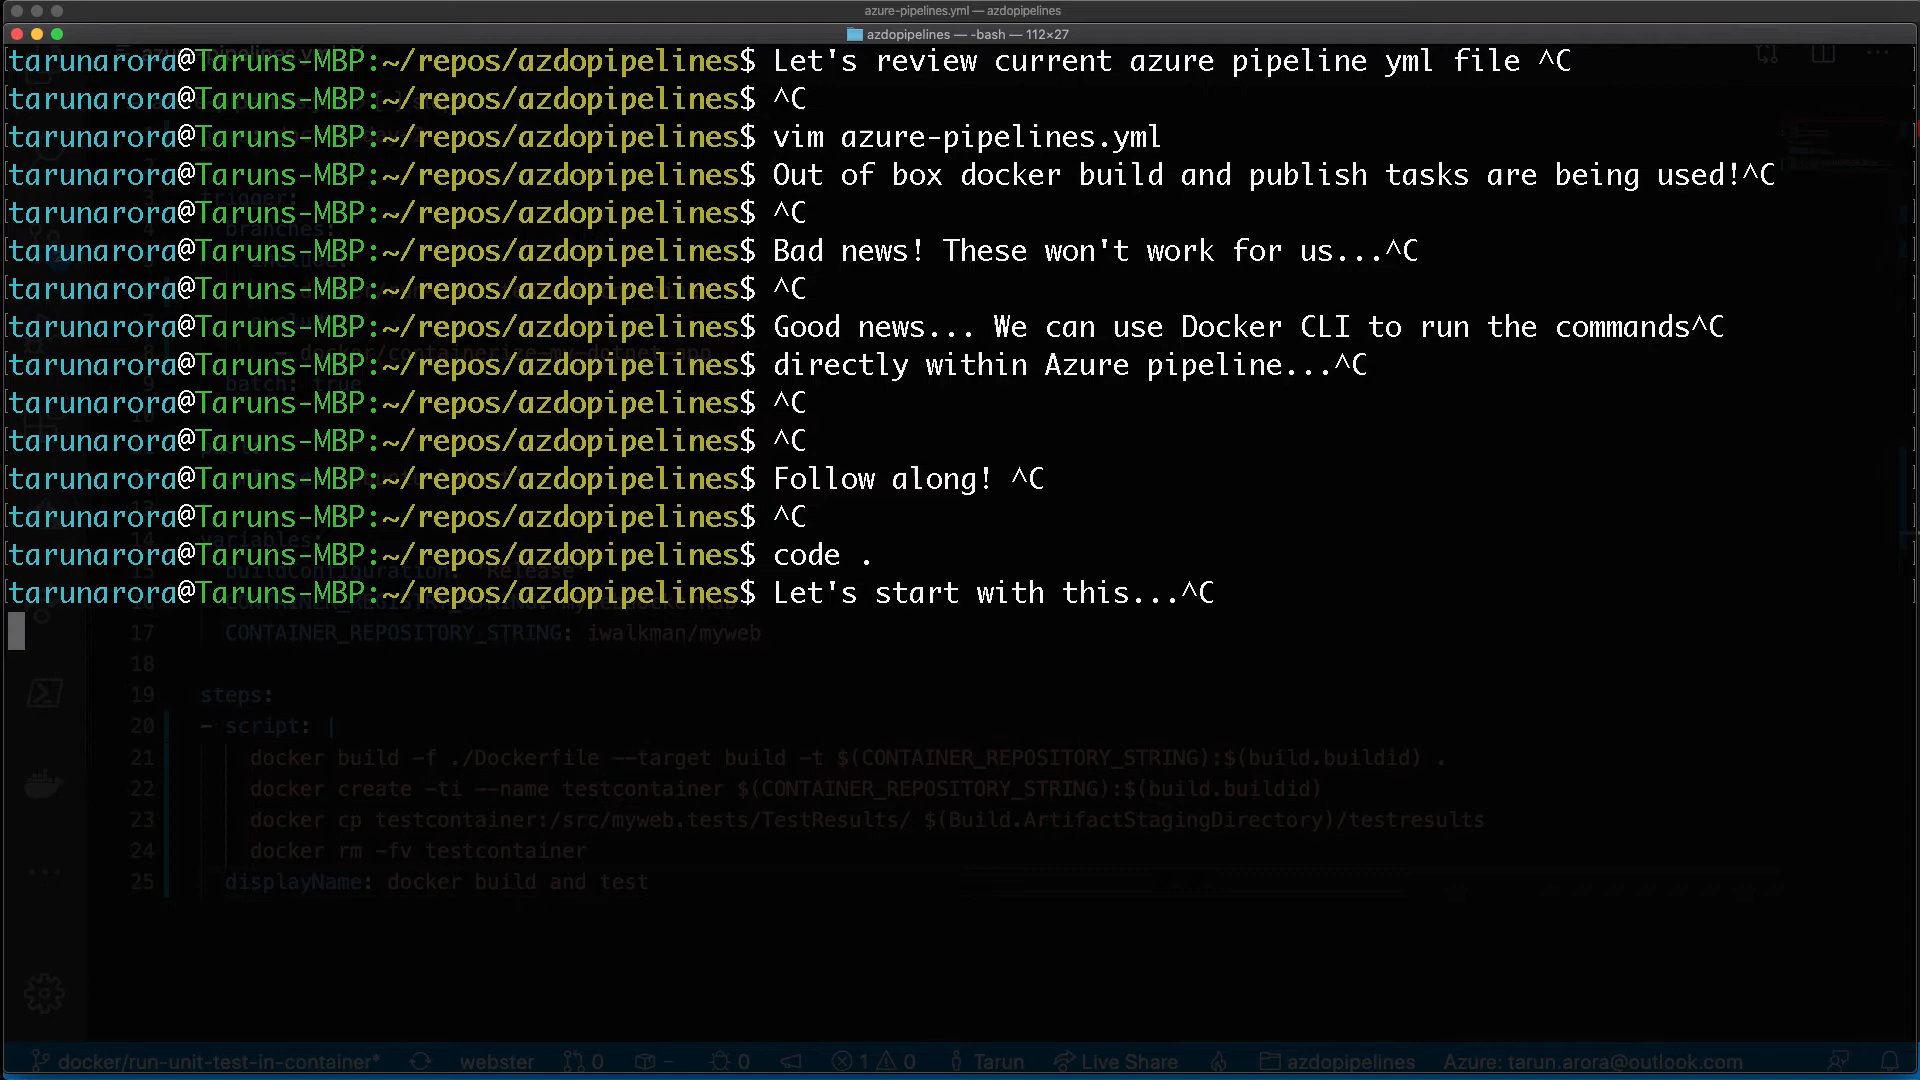 azure-pipelines.yml — azdopipelines
azdopipelines — -bash — 112×27
tarunarora@Taruns-MBP:~/repos/azdopipelines$ Let's review current azure pipeline yml file ^C
tarunarora@Taruns-MBP:~/repos/azdopipelines$ ^C
tarunarora@Taruns-MBP:~/repos/azdopipelines$ vim azure-pipelines.yml
tarunarora@Taruns-MBP:~/repos/azdopipelines$ Out of box docker build and publish tasks are being used!^C
tarunarora@Taruns-MBP:~/repos/azdopipelines$ ^C
tarunarora@Taruns-MBP:~/repos/azdopipelines$ Bad news! These won't work for us...^C
tarunarora@Taruns-MBP:~/repos/azdopipelines$ ^C
tarunarora@Taruns-MBP:~/repos/azdopipelines$ Good news... We can use Docker CLI to run the commands^C
tarunarora@Taruns-MBP:~/repos/azdopipelines$ directly within Azure pipeline...^C
tarunarora@Taruns-MBP:~/repos/azdopipelines$ ^C
tarunarora@Taruns-MBP:~/repos/azdopipelines$ ^C
tarunarora@Taruns-MBP:~/repos/azdopipelines$ Follow along! ^C
tarunarora@Taruns-MBP:~/repos/azdopipelines$ ^C
tarunarora@Taruns-MBP:~/repos/azdopipelines$ code .
tarunarora@Taruns-MBP:~/repos/azdopipelines$ Let's start with this...^C
17 CONTAINER_REPOSITORY_STRING: iwalkman/myweb
18
19 steps:
20 - script: |
21 docker build -f ./Dockerfile --target build -t $(CONTAINER_REPOSITORY_STRING):$(build.buildid) .
22 docker create -ti --name testcontainer $(CONTAINER_REPOSITORY_STRING):$(build.buildid)
23 docker cp testcontainer:/src/myweb.tests/TestResults/ $(Build.ArtifactStagingDirectory)/testresults
24 docker rm -fv testcontainer
25 displayName: docker build and test
docker/run-unit-test-in-container* webster 0 - 0 1 0 Tarun Live Share azdopipelines Azure: tarun.arora@outlook.com